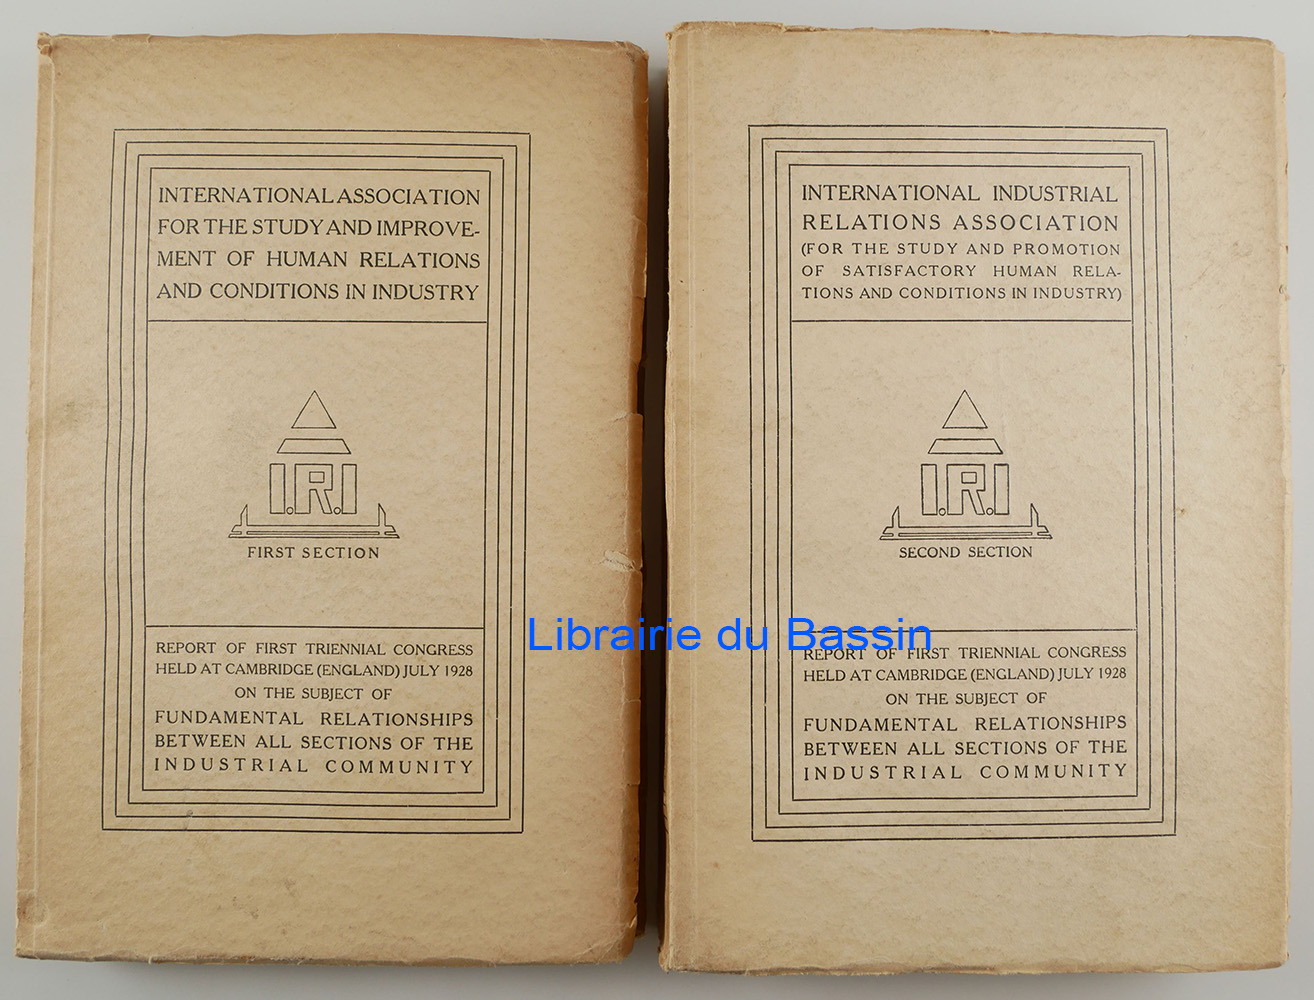 INTERNATIONAL ASSOCIATION
FOR THE STUDY AND IMPROVE-
MENT OF HUMAN RELATIONS
AND CONDITIONS IN INDUSTRY
I.R.I
FIRST SECTION
REPORT OF FIRST TRIENNIAL CONGRESS
HELD AT CAMBRIDGE (ENGLAND) JULY 1928
ON THE SUBJECT OF
FUNDAMENTAL RELATIONSHIPS
BETWEEN ALL SECTIONS OF THE
INDUSTRIAL COMMUNITY
INTERNATIONAL INDUSTRIAL
RELATIONS ASSOCIATION
(FOR THE STUDY AND PROMOTION
OF SATISFACTORY HUMAN RELA-
TIONS AND CONDITIONS IN INDUSTRY)
I.R.I
SECOND SECTION
REPORT OF FIRST TRIENNIAL CONGRESS
HELD AT CAMBRIDGE (ENGLAND) JULY 1928
ON THE SUBJECT OF
FUNDAMENTAL RELATIONSHIPS
BETWEEN ALL SECTIONS OF THE
INDUSTRIAL COMMUNITY
Librairie du Bassin